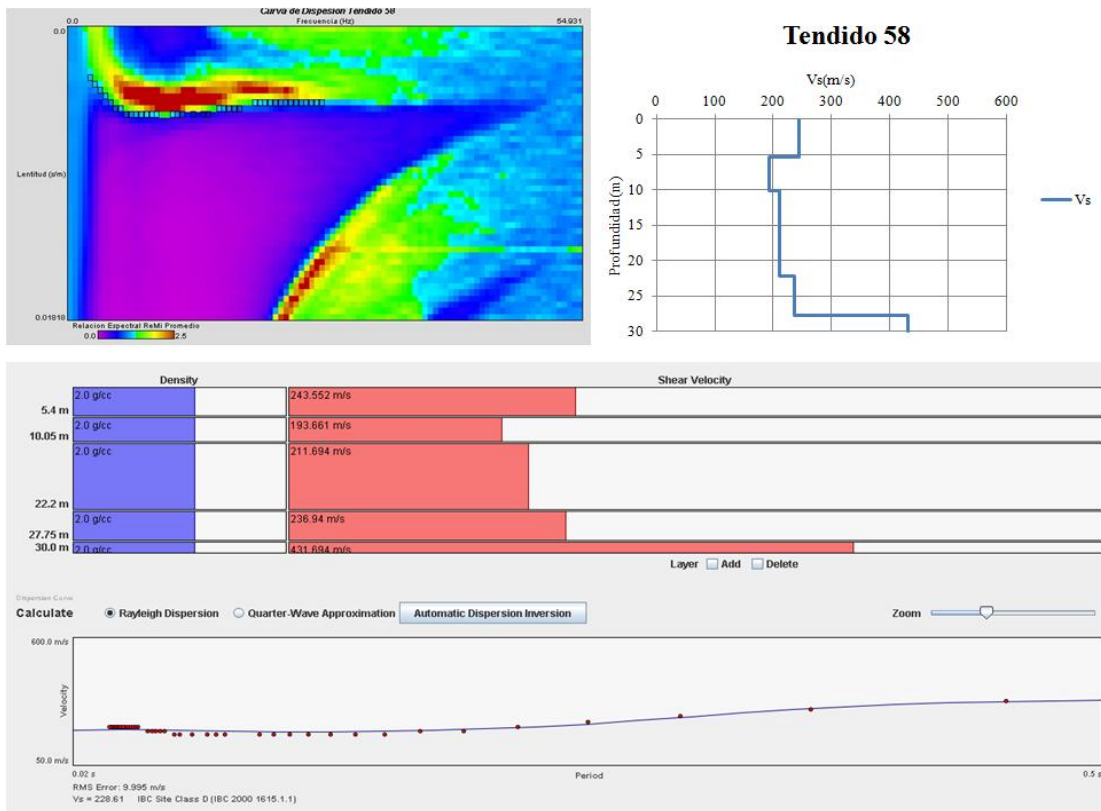 Curva de Dispesión Tendido 58
0.0 Frecuencia (Hz) 54.931
0.0
Lentitud (s/m)
0.01818
Relacion Espectral ReMi Promedio
0.0 2.5
Tendido 58
Vs(m/s)
0 100 200 300 400 500 600
0
5
10
15
20
25
30
Profundidad(m)
Vs
Density Shear Velocity
2.0 g/cc 243.552 m/s
5.4 m
2.0 g/cc 193.661 m/s
10.05 m
2.0 g/cc 211.694 m/s
22.2 m
2.0 g/cc 236.94 m/s
27.75 m
30.0 m 2.0 g/cc 431.694 m/s
Layer Add Delete
Dispersion Curve
Calculate Rayleigh Dispersion Quarter-Wave Approximation Automatic Dispersion Inversion Zoom
600.0 m/s
Velocity
50.0 m/s
0.02 s Period 0.5 s
RMS Error: 9.995 m/s
Vs = 228.61 IBC Site Class D (IBC 2000 1615.1.1)